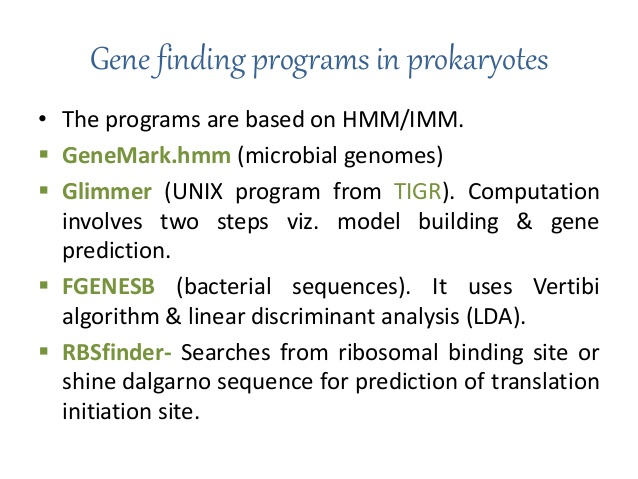 Gene finding programs in prokaryotes
• The programs are based on HMM/IMM.
▪ GeneMark.hmm (microbial genomes)
▪ Glimmer (UNIX program from TIGR). Computation
involves two steps viz. model building & gene
prediction.
▪ FGENESB (bacterial sequences). It uses Vertibi
algorithm & linear discriminant analysis (LDA).
▪ RBSfinder- Searches from ribosomal binding site or
shine dalgarno sequence for prediction of translation
initiation site.